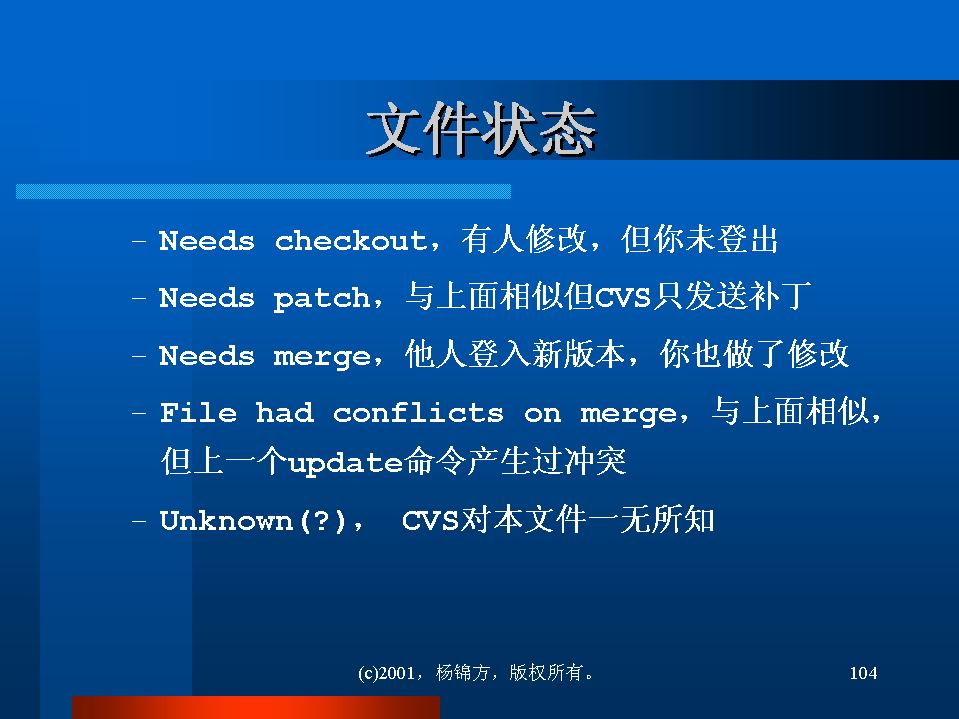 文件状态
– Needs checkout，有人修改，但你未登出
– Needs patch，与上面相似但CVS只发送补丁
– Needs merge，他人登入新版本，你也做了修改
– File had conflicts on merge，与上面相似，
但上一个update命令产生过冲突
– Unknown(?)， CVS对本文件一无所知
(c)2001，杨锦方，版权所有。
104